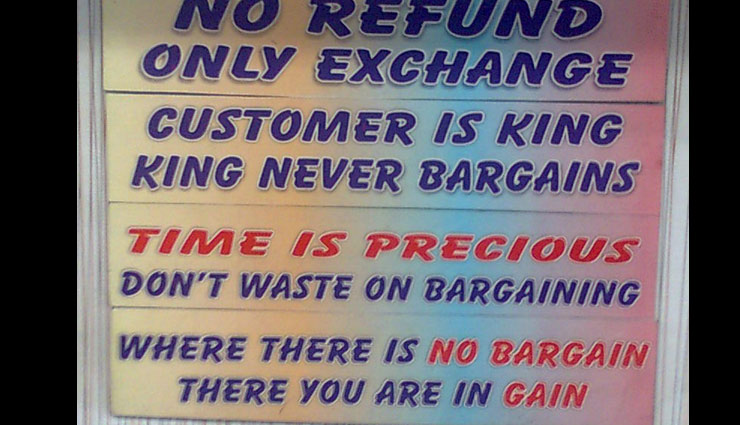 NO REFUND
ONLY EXCHANGE
CUSTOMER IS KING
KING NEVER BARGAINS
TIME IS PRECIOUS
DON'T WASTE ON BARGAINING
WHERE THERE IS NO BARGAIN
THERE YOU ARE IN GAIN